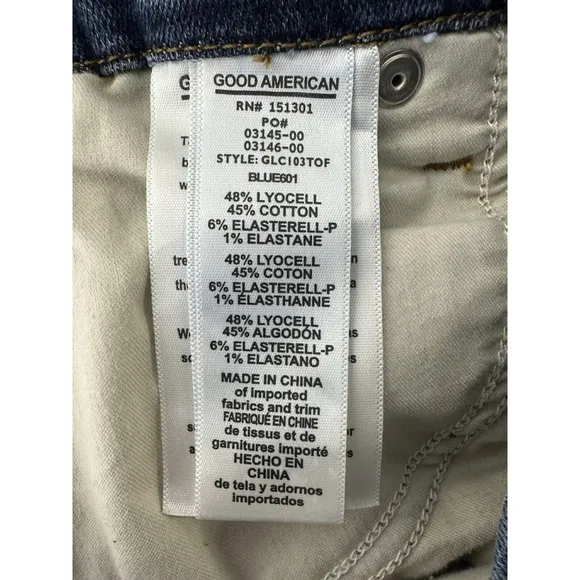 GOOD AMERICAN
RN# 151301
PO#
03145-00
03146-00
STYLE: GLC103TOF
BLUE601
48% LYOCELL
45% COTTON
6% ELASTERELL-P
1% ELASTANE
48% LYOCELL
45% COTON
6% ELASTERELL-P
1% ÉLASTHANNE
48% LYOCELL
45% ALGODÓN
6% ELASTERELL-P
1% ELASTANO
MADE IN CHINA
of imported
fabrics and trim
FABRIQUÉ EN CHINE
de tissus et de
garnitures importé
HECHO EN
CHINA
de tela y adornos
importados